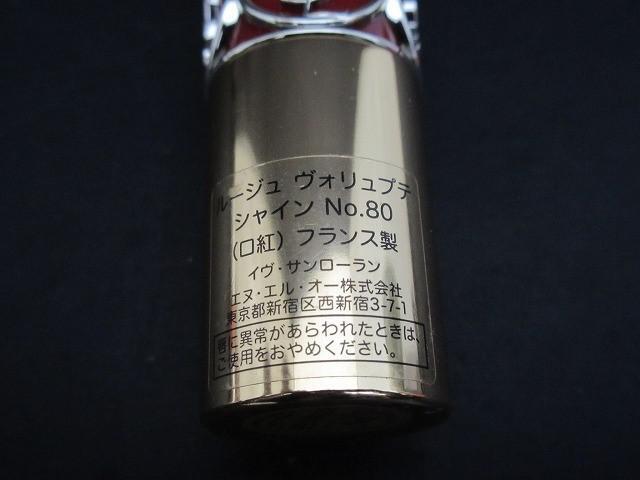 ルージュ ヴォリュプテ
シャイン No.80
(口紅) フランス製
イヴ・サンローラン
エヌ・エル・オー株式会社
東京都新宿区西新宿3-7-1
唇に異常があらわれたときは、
ご使用をおやめください。